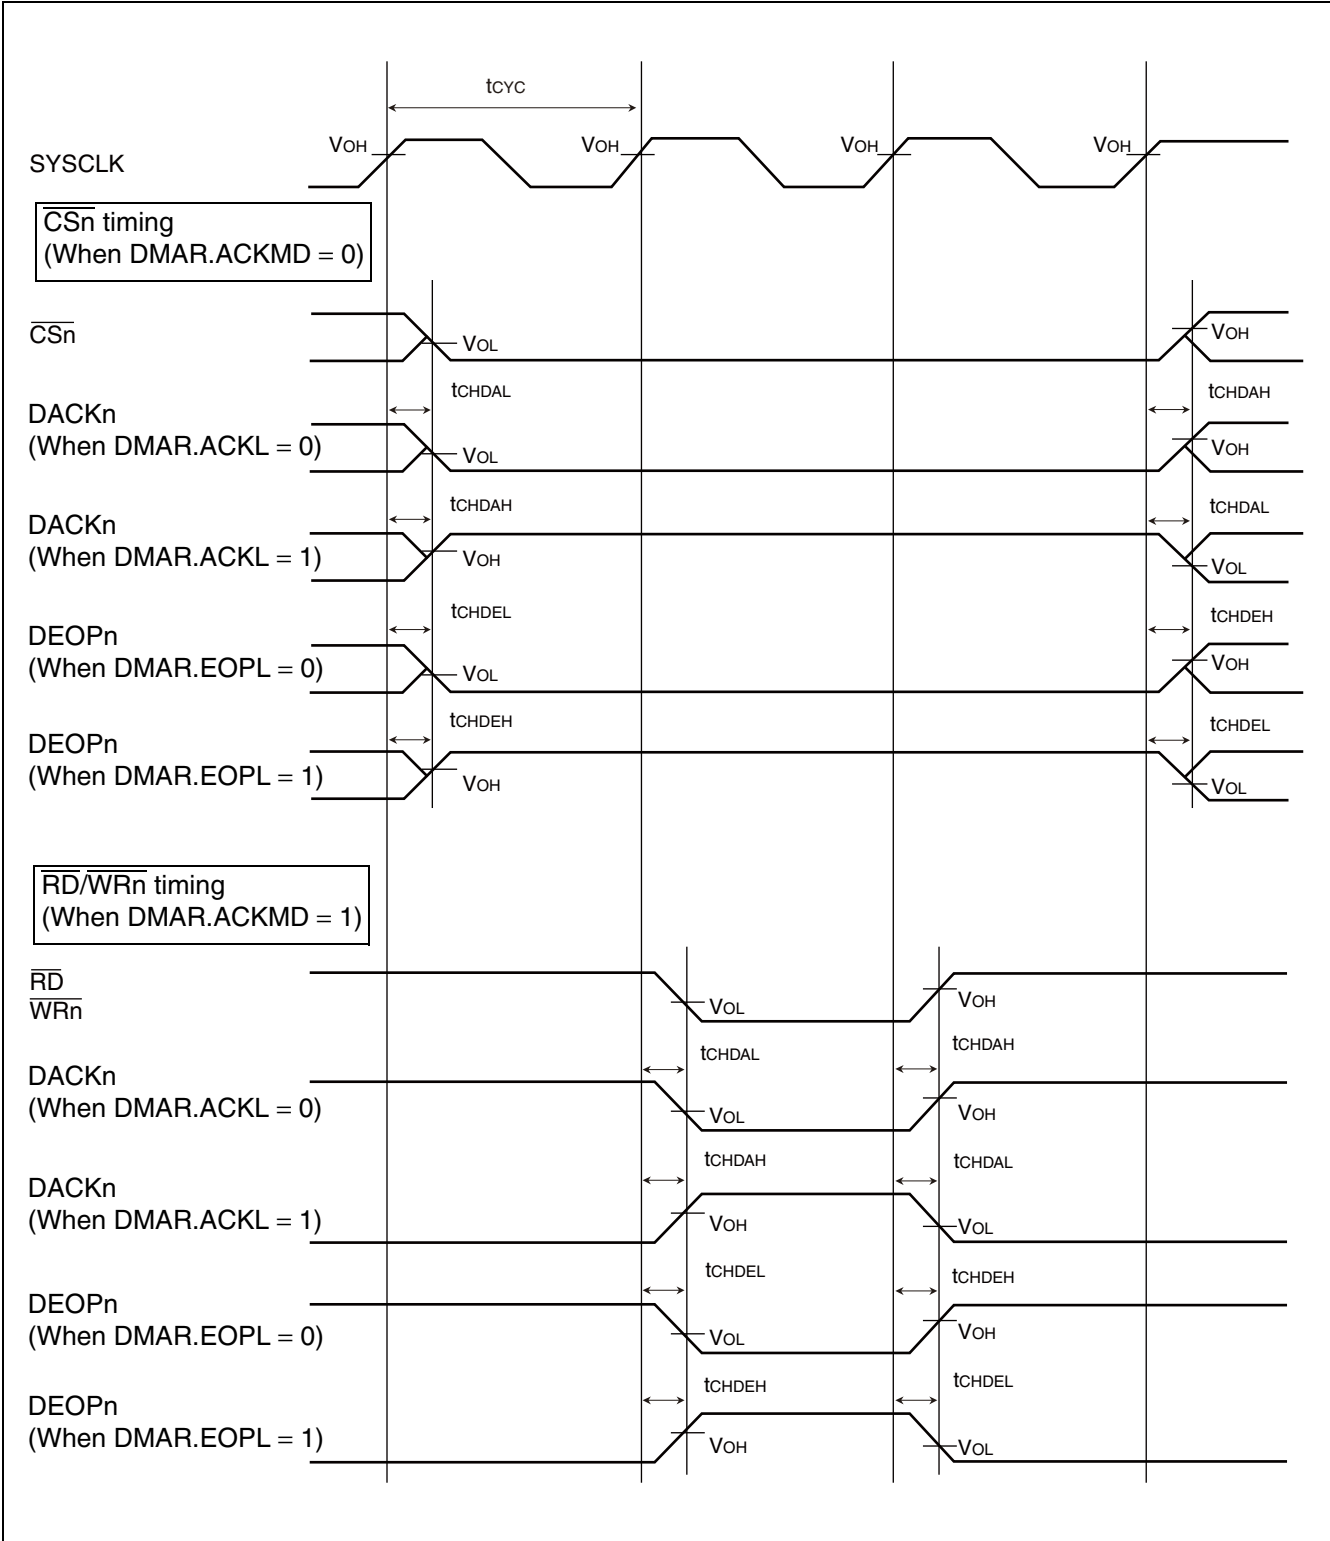 tCYC
VOH VOH VOH VOH
SYSCLK
CSn timing
(When DMAR.ACKMD = 0)
CSn
VOL VOH
tCHDAL tCHDAH
DACKn
(When DMAR.ACKL = 0)
VOL VOH
tCHDAH tCHDAL
DACKn
(When DMAR.ACKL = 1)
VOH VOL
tCHDEL tCHDEH
DEOPn
(When DMAR.EOPL = 0)
VOL VOH
tCHDEH tCHDEL
DEOPn
(When DMAR.EOPL = 1)
VOH VOL
RD/WRn timing
(When DMAR.ACKMD = 1)
RD
WRn
VOL VOH
tCHDAL tCHDAH
DACKn
(When DMAR.ACKL = 0)
VOL VOH
tCHDAH tCHDAL
DACKn
(When DMAR.ACKL = 1)
VOH VOL
tCHDEL tCHDEH
DEOPn
(When DMAR.EOPL = 0)
VOL VOH
tCHDEH tCHDEL
DEOPn
(When DMAR.EOPL = 1)
VOH VOL